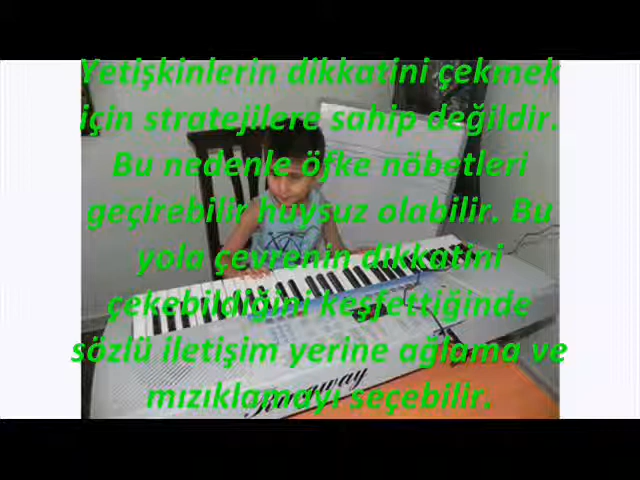 Yetişkinlerin dikkatini çekmek
için stratejilere sahip değildir.
Bu nedenle öfke nöbetleri
geçirebilir huysuz olabilir. Bu
yola çevrenin dikkatini
çekebildiğini keşfettiğinde
sözlü iletişim yerine ağlama ve
mızıklamayı seçebilir.